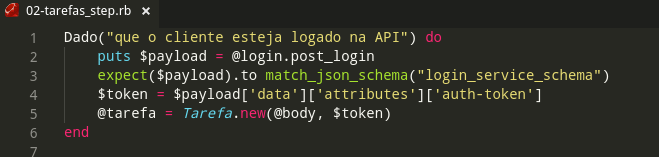 02-tarefas_step.rb ×
1 Dado("que o cliente esteja logado na API") do
2     puts $payload = @login.post_login
3     expect($payload).to match_json_schema("login_service_schema")
4     $token = $payload['data']['attributes']['auth-token']
5     @tarefa = Tarefa.new(@body, $token)
6 end
7